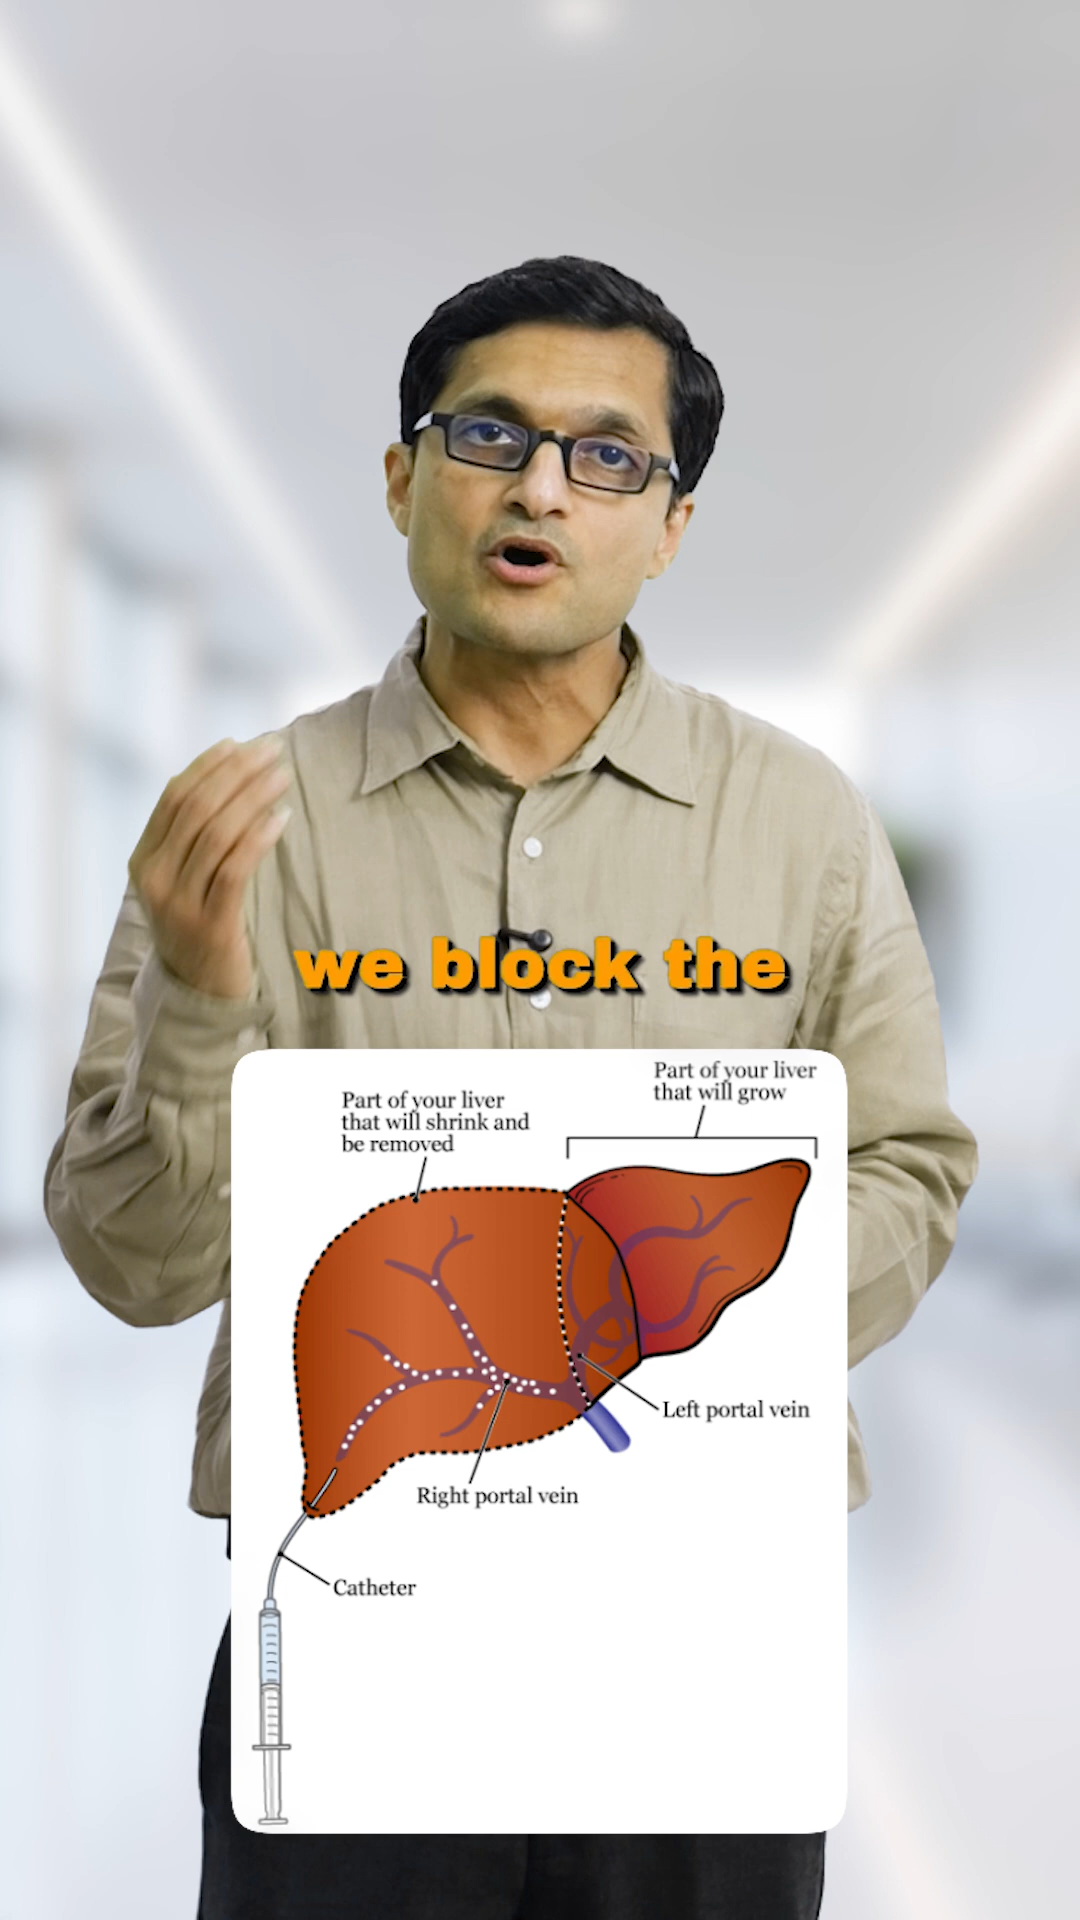 we block the
Part of your liver
that will grow
Part of your liver
that will shrink and
be removed
Left portal vein
Right portal vein
Catheter